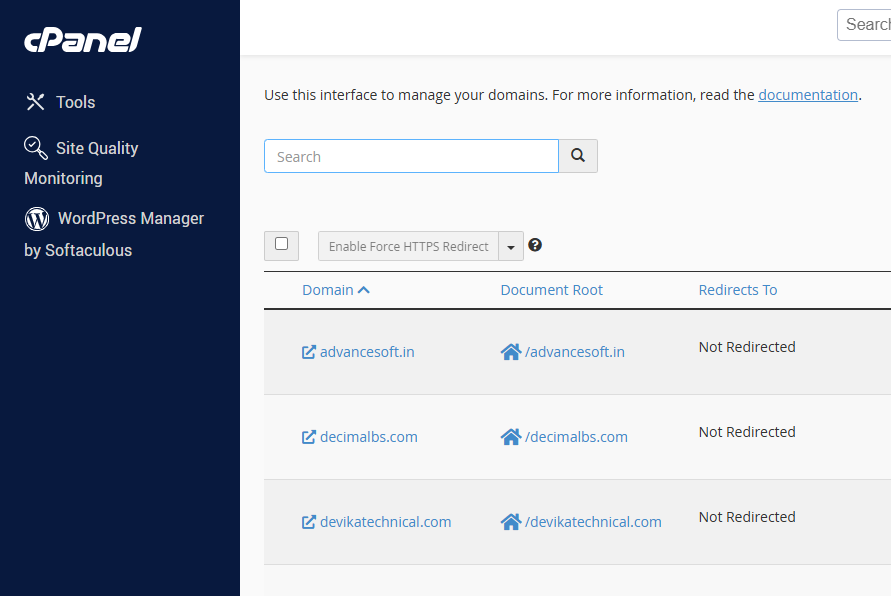 cPanel
Search
Tools
Site Quality
Monitoring
WordPress Manager
by Softaculous
Use this interface to manage your domains. For more information, read the documentation.
Search
Enable Force HTTPS Redirect
Domain Document Root Redirects To
advancesoft.in /advancesoft.in Not Redirected
decimalbs.com /decimalbs.com Not Redirected
devikatechnical.com /devikatechnical.com Not Redirected